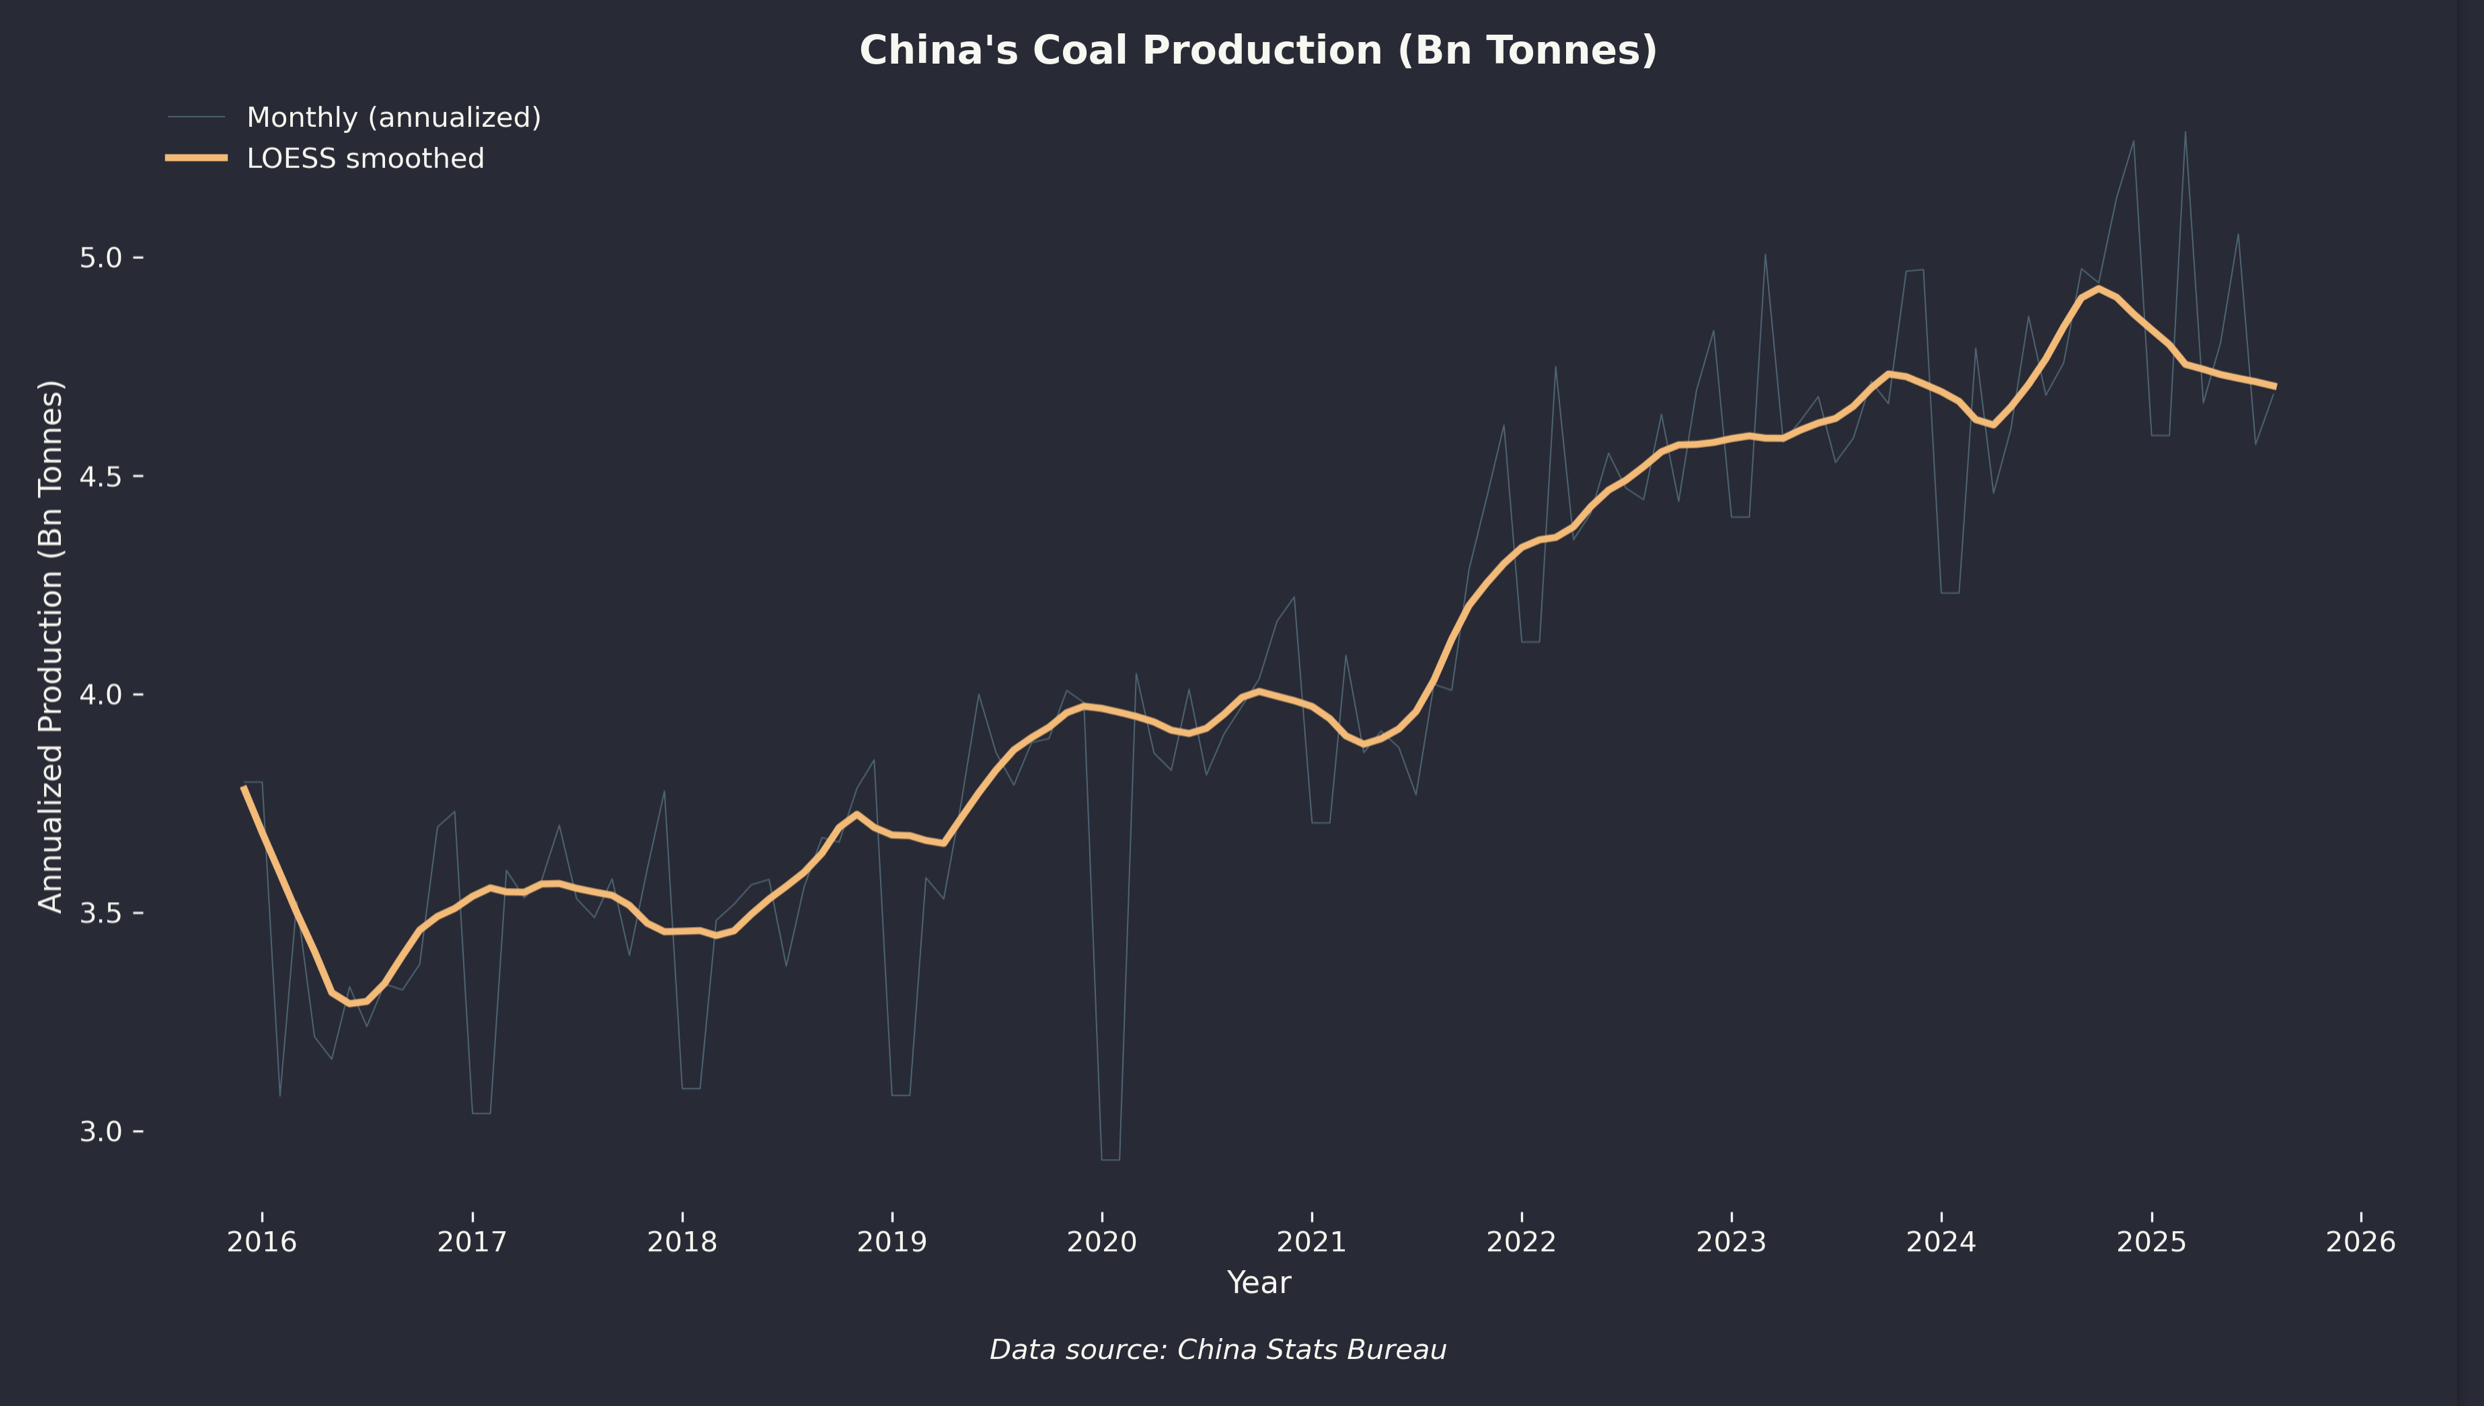 China's Coal Production (Bn Tonnes)
Monthly (annualized)
LOESS smoothed
Annualized Production (Bn Tonnes)
5.0
4.5
4.0
3.5
3.0
2016 2017 2018 2019 2020 2021 2022 2023 2024 2025 2026
Year
Data source: China Stats Bureau